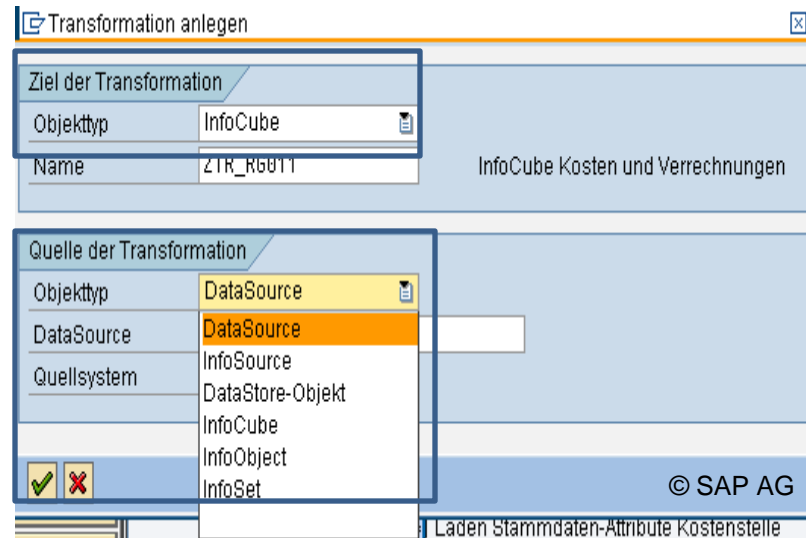 Transformation anlegen
Ziel der Transformation
Objekttyp InfoCube
Name ZTR_RG011 InfoCube Kosten und Verrechnungen
Quelle der Transformation
Objekttyp DataSource
DataSource DataSource
InfoSource
Quellsystem
DataStore-Objekt
InfoCube
InfoObject
InfoSet
© SAP AG
Laden Stammdaten-Attribute Kostenstelle